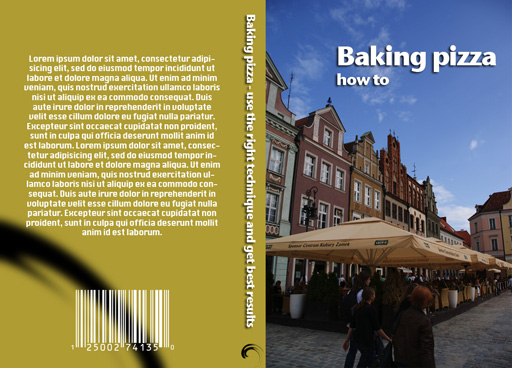 Lorem ipsum dolor sit amet, consectetur adipi-
sicing elit, sed do eiusmod tempor incididunt ut
labore et dolore magna aliqua. Ut enim ad minim
veniam, quis nostrud exercitation ullamco laboris
nisi ut aliquip ex ea commodo consequat. Duis
aute irure dolor in reprehenderit in voluptate
velit esse cillum dolore eu fugiat nulla pariatur.
Excepteur sint occaecat cupidatat non proident,
sunt in culpa qui officia deserunt mollit anim id
est laborum. Lorem ipsum dolor sit amet, consec-
tetur adipisicing elit, sed do eiusmod tempor in-
cididunt ut labore et dolore magna aliqua. Ut enim
ad minim veniam, quis nostrud exercitation ul-
lamco laboris nisi ut aliquip ex ea commodo con-
sequat. Duis aute irure dolor in reprehenderit in
voluptate velit esse cillum dolore eu fugiat nulla
pariatur. Excepteur sint occaecat cupidatat non
proident, sunt in culpa qui officia deserunt mollit
anim id est laborum.
1 25002 74135 0
Baking pizza - use the right technique and get best results
Baking pizza
how to